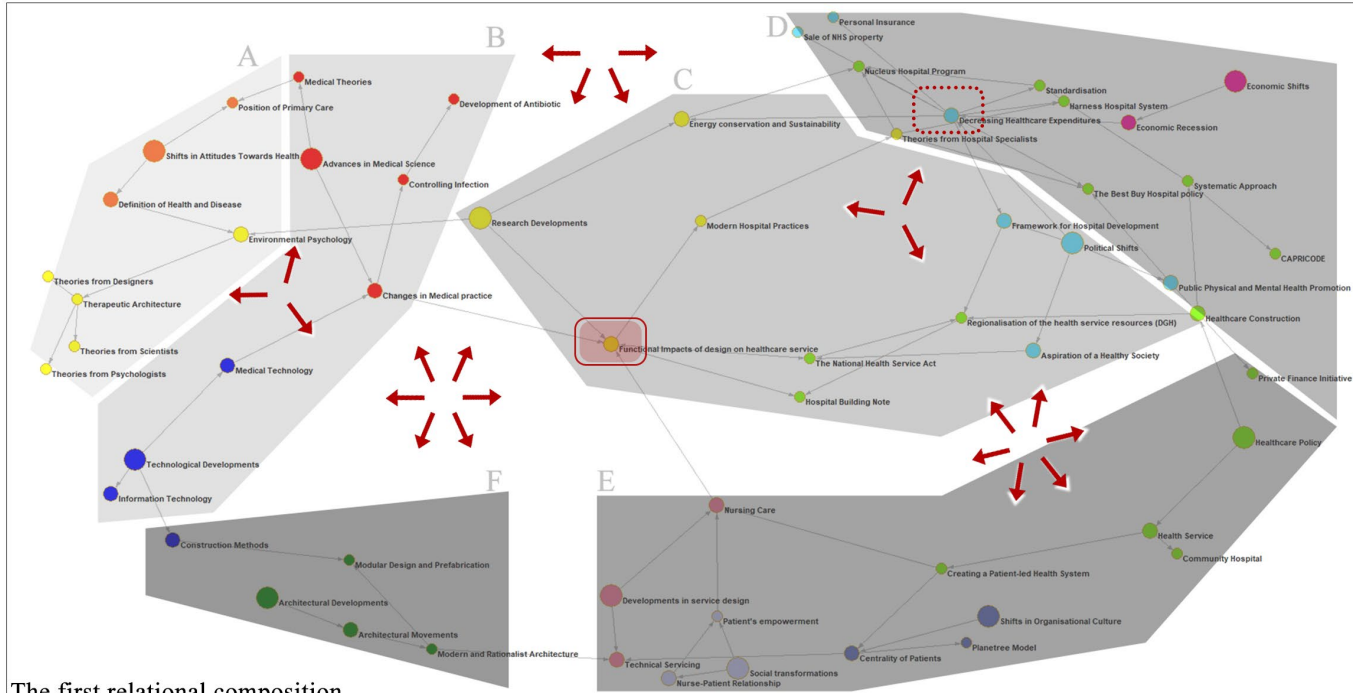 A
B
C
D
E
F
Personal Insurance
Sale of NHS property
Nucleus Hospital Program
Standardisation
Economic Shifts
Harness Hospital System
Decreasing Healthcare Expenditures
Economic Recession
Theories from Hospital Specialists
Medical Theories
Position of Primary Care
Development of Antibiotic
Energy conservation and Sustainability
Shifts in Attitudes Towards Health
Advances in Medical Science
Controlling Infection
Systematic Approach
The Best Buy Hospital policy
Definition of Health and Disease
Research Developments
Modern Hospital Practices
Framework for Hospital Development
Environmental Psychology
Political Shifts
CAPRICODE
Theories from Designers
Therapeutic Architecture
Changes in Medical practice
Public Physical and Mental Health Promotion
Healthcare Construction
Regionalisation of the health service resources (DGH)
Theories from Scientists
Functional Impacts of design on healthcare service
Aspiration of a Healthy Society
The National Health Service Act
Medical Technology
Theories from Psychologists
Private Finance Initiative
Hospital Building Note
Healthcare Policy
Technological Developments
Information Technology
Nursing Care
Health Service
Construction Methods
Community Hospital
Modular Design and Prefabrication
Creating a Patient-led Health System
Architectural Developments
Developments in service design
Patient's empowerment
Shifts in Organisational Culture
Architectural Movements
Planetree Model
Modern and Rationalist Architecture
Technical Servicing
Centrality of Patients
Social transformations
Nurse-Patient Relationship
The first relational composition